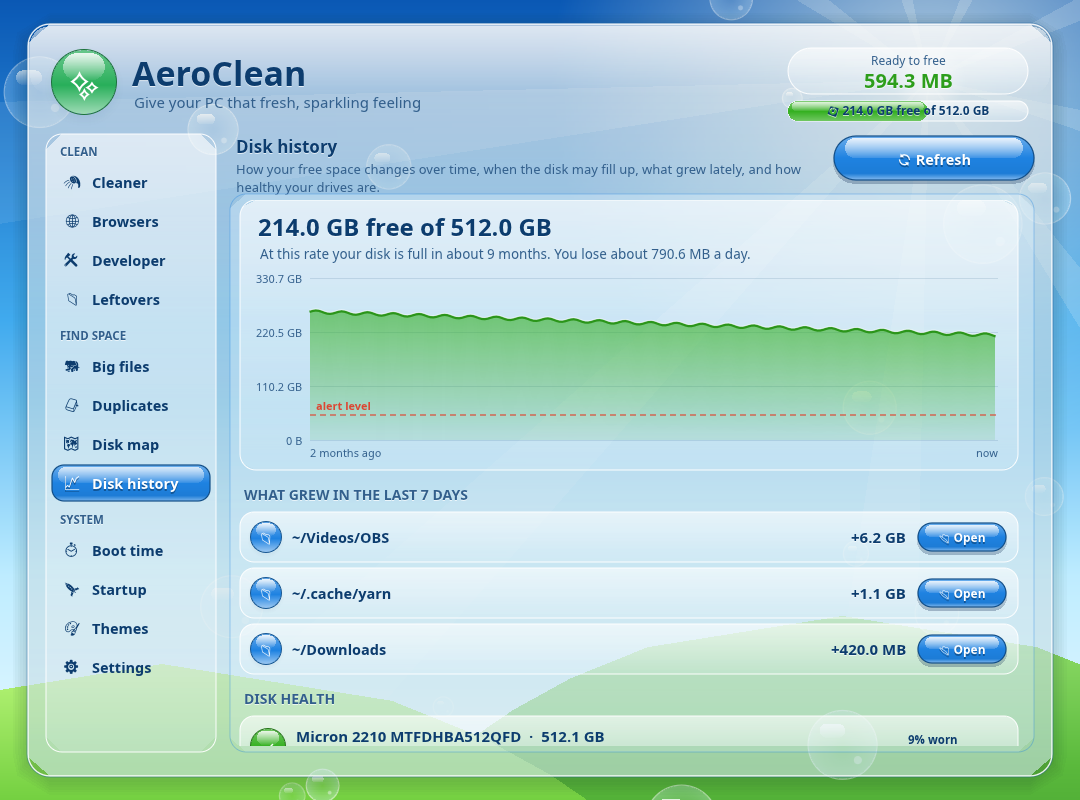 AeroClean
Give your PC that fresh, sparkling feeling
Ready to free
594.3 MB
214.0 GB free of 512.0 GB
CLEAN
Cleaner
Browsers
Developer
Leftovers
FIND SPACE
Big files
Duplicates
Disk map
Disk history
SYSTEM
Boot time
Startup
Themes
Settings
Disk history
How your free space changes over time, when the disk may fill up, what grew lately, and how
healthy your drives are.
Refresh
214.0 GB free of 512.0 GB
At this rate your disk is full in about 9 months. You lose about 790.6 MB a day.
330.7 GB
220.5 GB
110.2 GB
alert level
0 B
2 months ago
now
WHAT GREW IN THE LAST 7 DAYS
~/Videos/OBS
+6.2 GB
Open
~/.cache/yarn
+1.1 GB
Open
~/Downloads
+420.0 MB
Open
DISK HEALTH
Micron 2210 MTFDHBA512QFD · 512.1 GB
9% worn